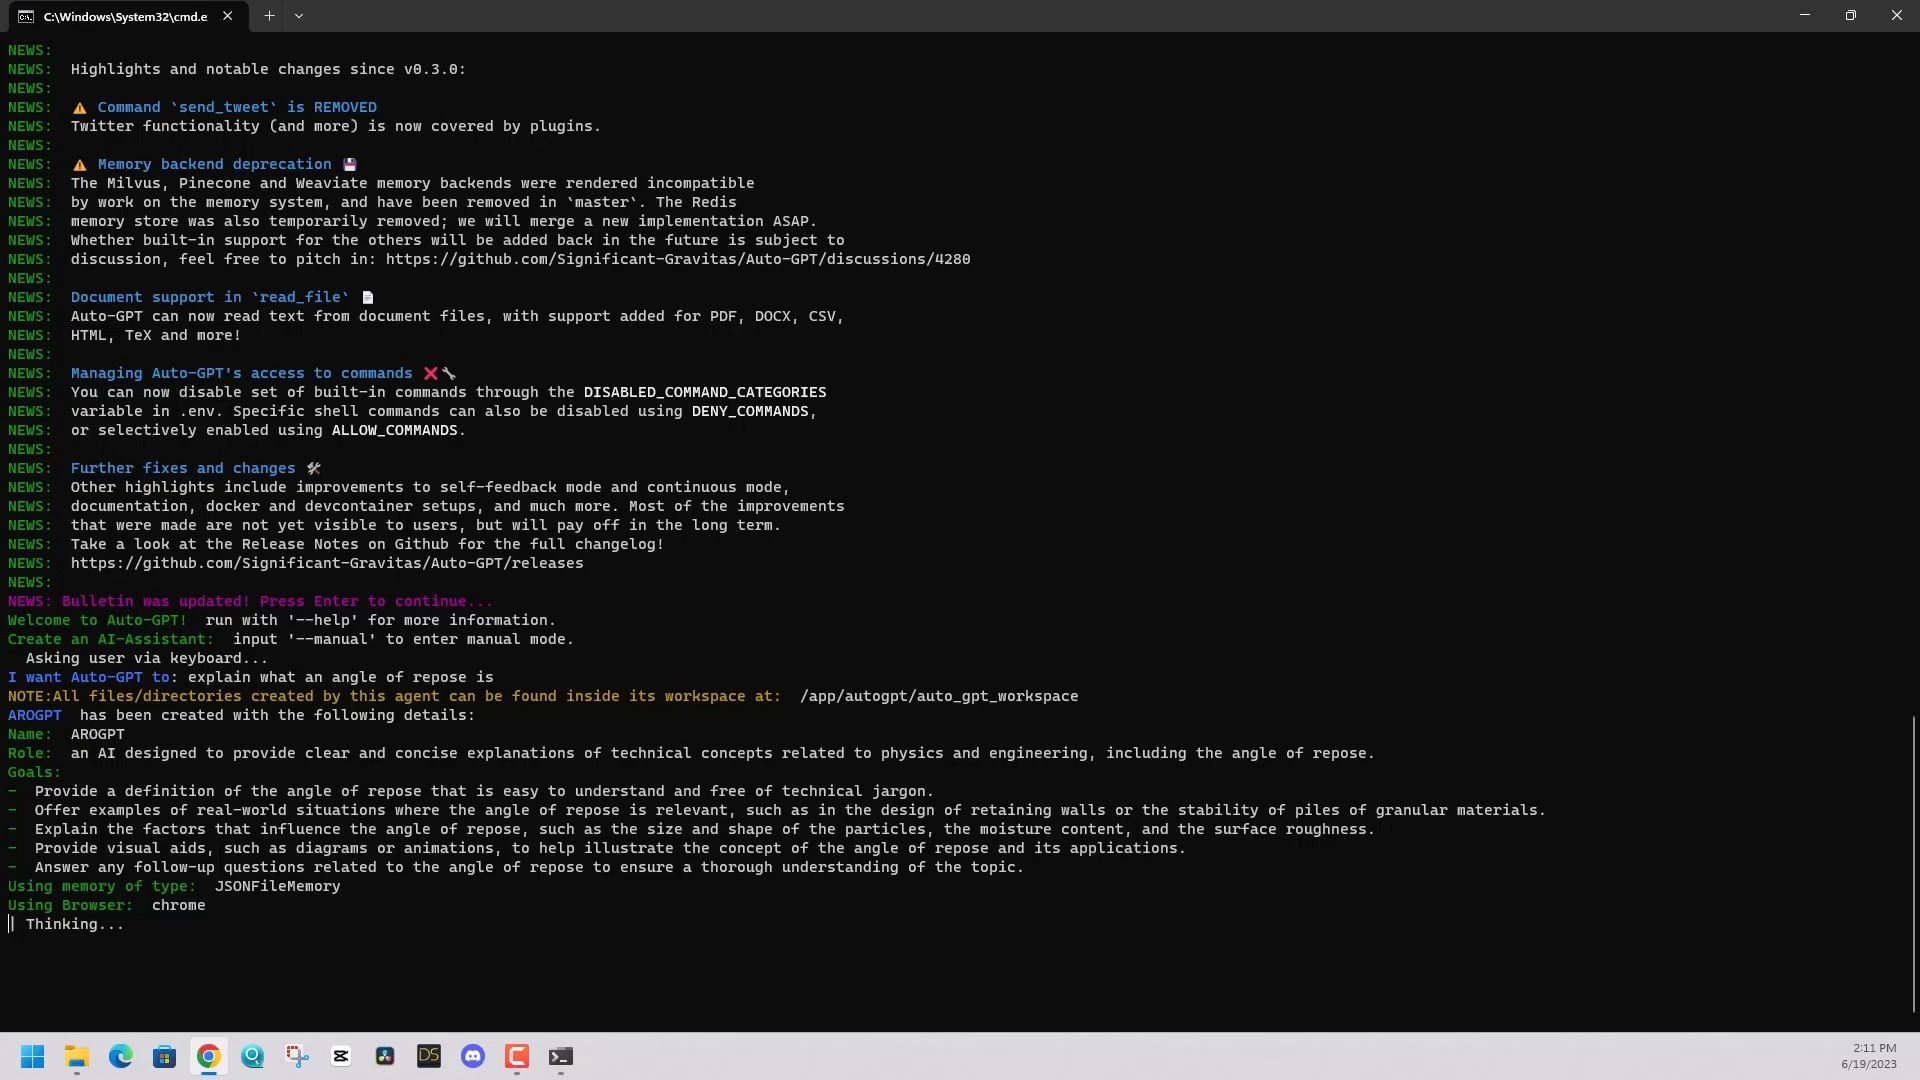 C:\Windows\System32\cmd.e
NEWS:
NEWS: Highlights and notable changes since v0.3.0:
NEWS:
NEWS: ⚠ Command `send_tweet` is REMOVED
NEWS: Twitter functionality (and more) is now covered by plugins.
NEWS:
NEWS: ⚠ Memory backend deprecation 💾
NEWS: The Milvus, Pinecone and Weaviate memory backends were rendered incompatible
NEWS: by work on the memory system, and have been removed in `master`. The Redis
NEWS: memory store was also temporarily removed; we will merge a new implementation ASAP.
NEWS: Whether built-in support for the others will be added back in the future is subject to
NEWS: discussion, feel free to pitch in: https://github.com/Significant-Gravitas/Auto-GPT/discussions/4280
NEWS:
NEWS: Document support in `read_file` 📄
NEWS: Auto-GPT can now read text from document files, with support added for PDF, DOCX, CSV,
NEWS: HTML, TeX and more!
NEWS:
NEWS: Managing Auto-GPT's access to commands ❌🔧
NEWS: You can now disable set of built-in commands through the DISABLED_COMMAND_CATEGORIES
NEWS: variable in .env. Specific shell commands can also be disabled using DENY_COMMANDS,
NEWS: or selectively enabled using ALLOW_COMMANDS.
NEWS:
NEWS: Further fixes and changes 🛠
NEWS: Other highlights include improvements to self-feedback mode and continuous mode,
NEWS: documentation, docker and devcontainer setups, and much more. Most of the improvements
NEWS: that were made are not yet visible to users, but will pay off in the long term.
NEWS: Take a look at the Release Notes on Github for the full changelog!
NEWS: https://github.com/Significant-Gravitas/Auto-GPT/releases
NEWS:
NEWS: Bulletin was updated! Press Enter to continue...
Welcome to Auto-GPT! run with '--help' for more information.
Create an AI-Assistant: input '--manual' to enter manual mode.
Asking user via keyboard...
I want Auto-GPT to: explain what an angle of repose is
NOTE:All files/directories created by this agent can be found inside its workspace at: /app/autogpt/auto_gpt_workspace
AROGPT has been created with the following details:
Name: AROGPT
Role: an AI designed to provide clear and concise explanations of technical concepts related to physics and engineering, including the angle of repose.
Goals:
- Provide a definition of the angle of repose that is easy to understand and free of technical jargon.
- Offer examples of real-world situations where the angle of repose is relevant, such as in the design of retaining walls or the stability of piles of granular materials.
- Explain the factors that influence the angle of repose, such as the size and shape of the particles, the moisture content, and the surface roughness.
- Provide visual aids, such as diagrams or animations, to help illustrate the concept of the angle of repose and its applications.
- Answer any follow-up questions related to the angle of repose to ensure a thorough understanding of the topic.
Using memory of type: JSONFileMemory
Using Browser: chrome
| Thinking...
DS
2:11 PM
6/19/2023